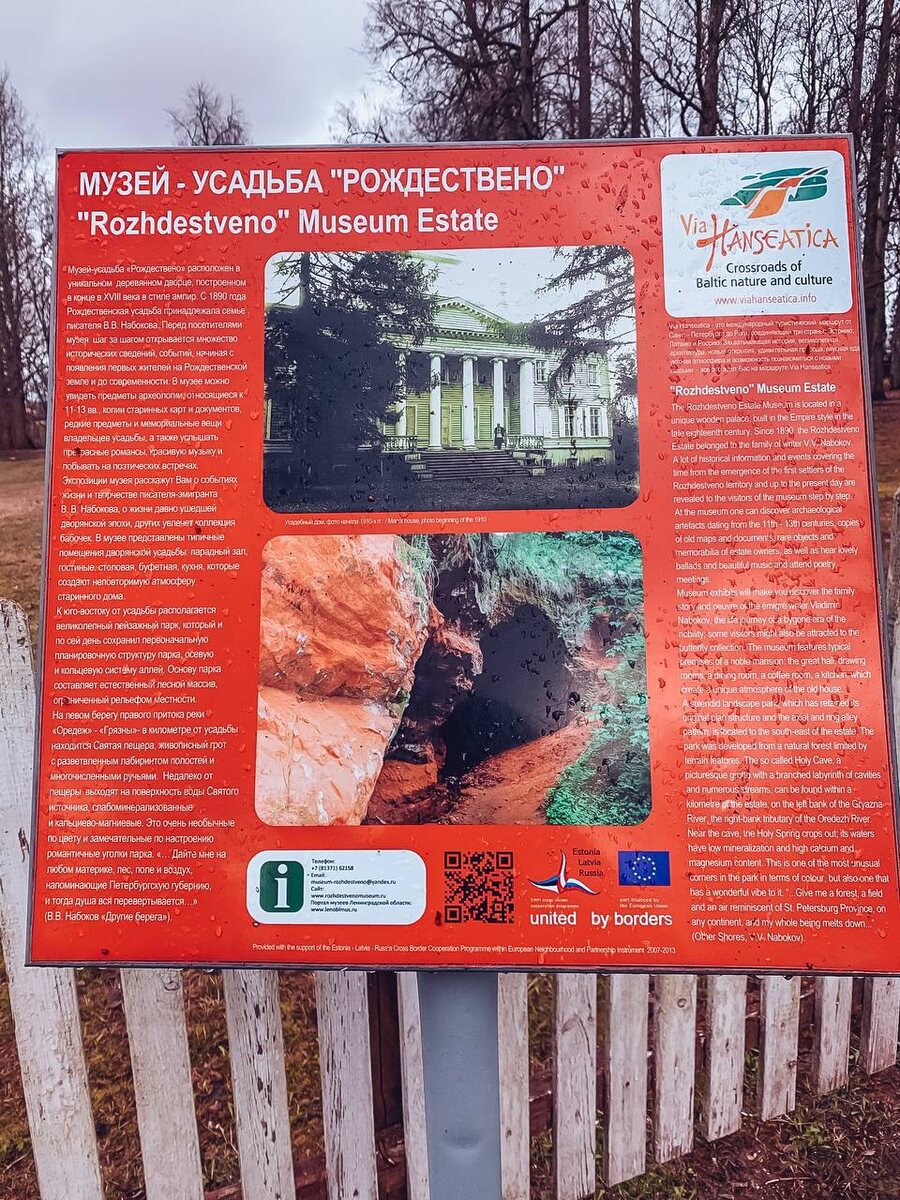 МУЗЕЙ - УСАДЬБА "РОЖДЕСТВЕНО"
"Rozhdestveno" Museum Estate
Музей-усадьба «Рождествено» расположен в
уникальном деревянном дворце, построенном
в конце в XVIII века в стиле ампир. С 1890 года
Рождественская усадьба принадлежала семье
писателя В.В. Набокова. Перед посетителями
музея шаг за шагом открывается множество
исторических сведений, событий, начиная с
появления первых жителей на Рождественской
земле и до современности. В музее можно
увидеть предметы археологии, относящиеся к
11-13 вв., копии старинных карт и документов,
редкие предметы и мемориальные вещи
владельцев усадьбы, а также услышать
прекрасные романсы, красивую музыку и
побывать на поэтических встречах.
Экспозиции музея расскажут Вам о событиях
жизни и творчестве писателя-эмигранта
В. В. Набокова, о жизни давно ушедшей
дворянской эпохи, других увлечет коллекция
бабочек. В музее представлены типичные
помещения дворянской усадьбы: парадный зал,
гостиные, столовая, буфетная, кухня, которые
создают неповторимую атмосферу
старинного дома.
К юго-востоку от усадьбы располагается
великолепный пейзажный парк, который и
по сей день сохранил первоначальную
планировочную структуру парка, осевую
и кольцевую систему аллей. Основу парка
составляет естественный лесной массив,
ограниченный рельефом местности.
На левом берегу правого притока реки
«Оредеж» - «Грязны»- в километре от усадьбы
находится Святая пещера, живописный грот
с разветвленным лабиринтом полостей и
многочисленными ручьями. Недалеко от
пещеры выходят на поверхность воды Святого
источника, слабоминерализованные
и кальциево-магниевые. Это очень необычные
по цвету и замечательные по настроению
романтичные уголки парка. «... Дайте мне на
любом материке, лес, поле и воздух,
напоминающие Петербургскую губернию,
и тогда душа вся перевертывается...»
(В.В. Набоков «Другие берега»).
Усадебный дом, фото начала 1910-х гг. / Manor house, photo beginning of the 1910
Телефон:
+7 (81371) 62158
Email:
museum-rozhdestveno@yandex.ru
Сайт:
www.rozhdestvenomuseum.ru
Портал музеев Ленинградской области:
www.lenoblmus.ru
Estonia
Latvia
Russia
united by borders
Provided with the support of the Estonia - Latvia - Russia Cross Border Cooperation Programme within European Neighbourhood and Partnership Instrument 2007-2013
Via Hanseatica
Crossroads of
Baltic nature and culture
www.viahanseatica.info
Via Hanseatica - это международный туристический маршрут от
"Rozhdestveno" Museum Estate
The Rozhdestveno Estate Museum is located in a
unique wooden palace, built in the Empire style in the
late eighteenth century. Since 1890, the Rozhdestveno
Estate belonged to the family of writer V.V. Nabokov.
A lot of historical information and events covering the
time from the emergence of the first settlers of the
Rozhdestveno territory and up to the present day are
revealed to the visitors of the museum step by step.
At the museum one can discover archaeological
artefacts dating from the 11th - 13th centuries, copies
of old maps and documents, rare objects and
memorabilia of estate owners, as well as hear lovely
ballads and beautiful music and attend poetry
meetings.
Museum exhibits will make you discover the family
story and oeuvre of the émigré writer Vladimir
Nabokov, the life journey of a bygone era of the
nobility; some visitors might also be attracted to the
butterfly collection. The museum features typical
premises of a noble mansion: the great hall, drawing
rooms, a dining room, a coffee room, a kitchen, which
create a unique atmosphere of the old house.
A splendid landscape park, which has retained its
original plan structure and the axial and ring alley
pattern, is located to the south-east of the estate. The
park was developed from a natural forest limited by
terrain features. The so called Holy Cave, a
picturesque grotto with a branched labyrinth of cavities
and numerous streams, can be found within a
kilometre of the estate, on the left bank of the Gryazna
River, the right-bank tributary of the Oredezh River.
Near the cave, the Holy Spring crops out; its waters
have low mineralization and high calcium and
magnesium content. This is one of the most unusual
corners in the park in terms of colour, but also one that
has a wonderful vibe to it. "...Give me a forest, a field
and an air reminiscent of St. Petersburg Province, on
any continent, and my whole being melts down..."
(Other Shores, V.V. Nabokov).